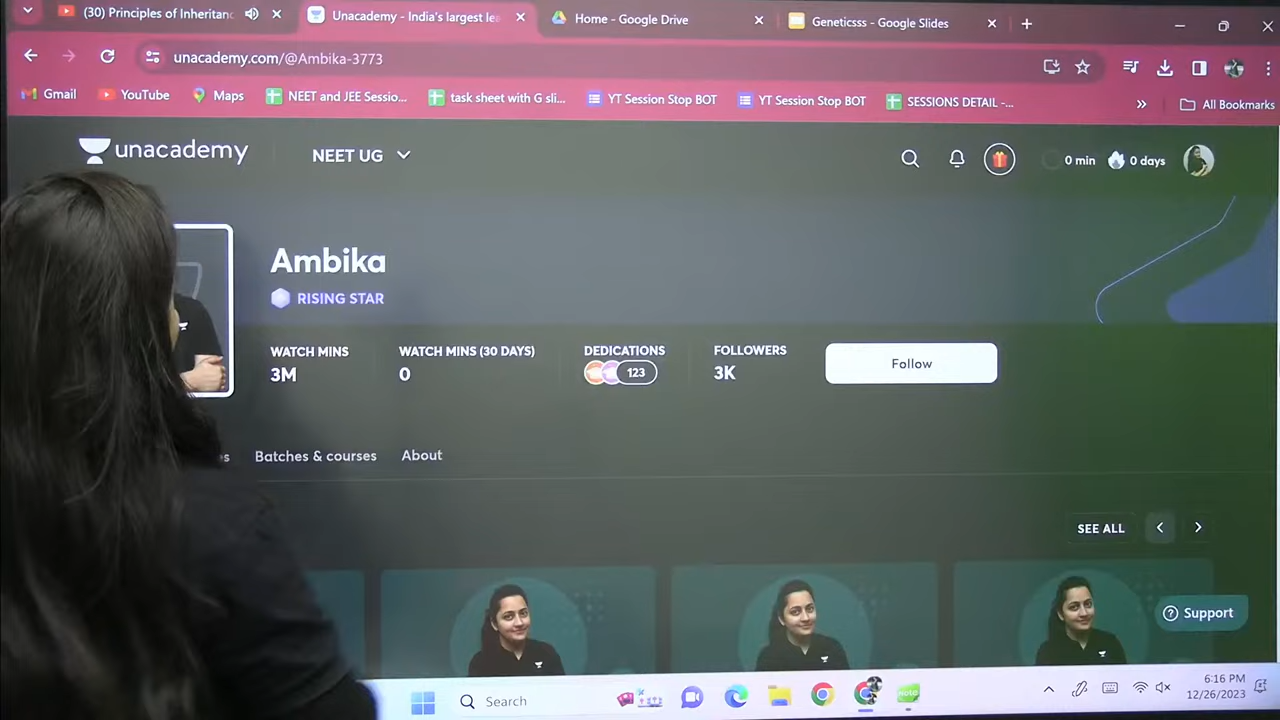 (30) Principles of Inheritanc
Unacademy - India's largest le
Home - Google Drive
Geneticsss - Google Slides
unacademy.com/@Ambika-3773
Gmail
YouTube
Maps
NEET and JEE Sessio...
task sheet with G sli...
YT Session Stop BOT
YT Session Stop BOT
SESSIONS DETAIL -...
»
All Bookmarks
unacademy
NEET UG
0 min
0 days
Ambika
RISING STAR
WATCH MINS
3M
WATCH MINS (30 DAYS)
0
DEDICATIONS
123
FOLLOWERS
3K
Follow
Batches & courses
About
SEE ALL
Support
Search
nota
6:16 PM
12/26/2023